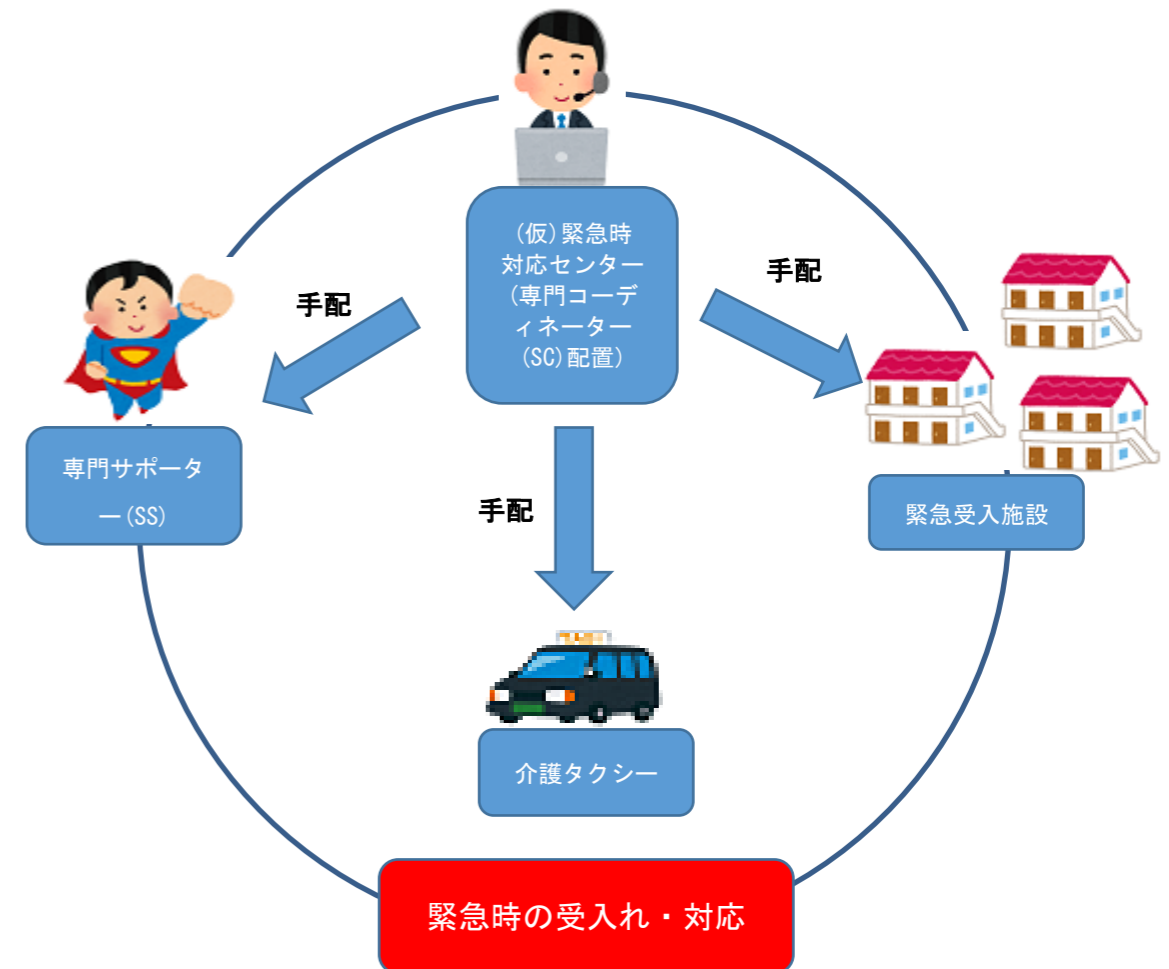 (仮)緊急時
対応センター
(専門コーデ
ィネーター
(SC)配置)
手配
手配
専門サポータ
ー(SS)
手配
緊急受入施設
介護タクシー
緊急時の受入れ・対応